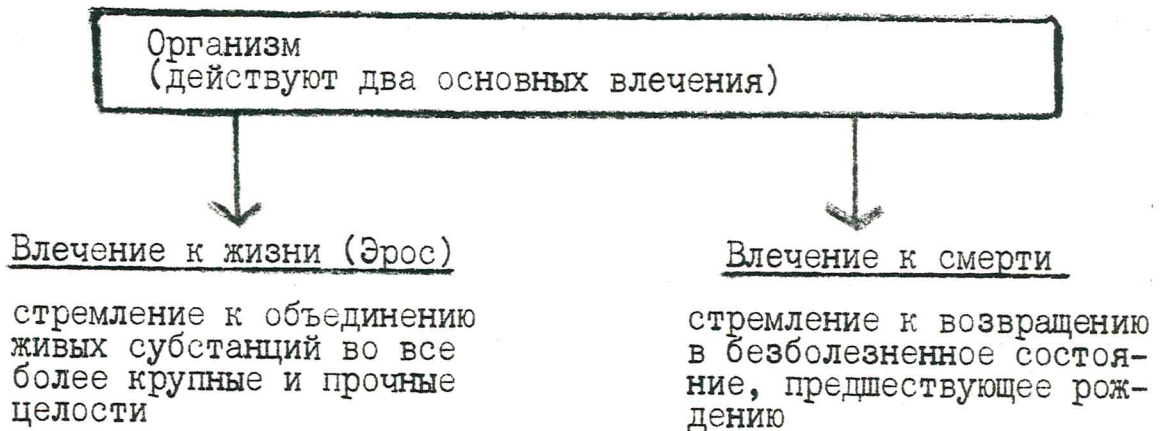 Организм
(действуют два основных влечения)
Влечение к жизни (Эрос)
стремление к объединению
живых субстанций во все
более крупные и прочные
целости
Влечение к смерти
стремление к возвращению
в безболезненное состоя-
ние, предшествующее рож-
дению